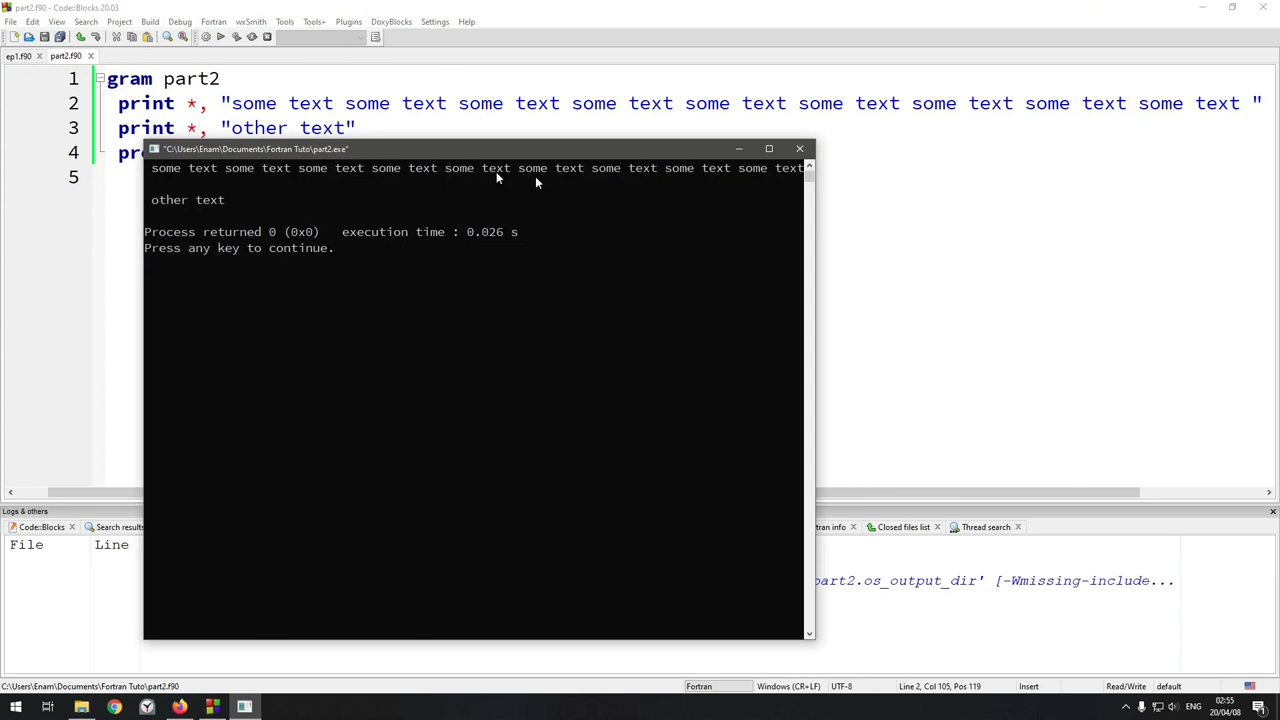 part2.f90 - Code::Blocks 20.03
File Edit View Search Project Build Debug Fortran wxSmith Tools Tools+ Plugins DoxyBlocks Settings Help
ep1.f90 part2.f90
1 gram part2
2 print *, "some text some text some text some text some text some text some text some text some text "
3 print *, "other text"
4 pro
5
"C:\Users\Enam\Documents\Fortran Tuto\part2.exe"
some text some text some text some text some text some text some text some text some text
other text
Process returned 0 (0x0) execution time : 0.026 s
Press any key to continue.
Logs & others
Code::Blocks Search results tran info Closed files list Thread search
File Line
part2.os_output_dir' [-Wmissing-include...
C:\Users\Enam\Documents\Fortran Tuto\part2.f90 Fortran Windows (CR+LF) UTF-8 Line 2, Col 105, Pos 119 Insert Read/Write default
ENG 02:55
20/04/08